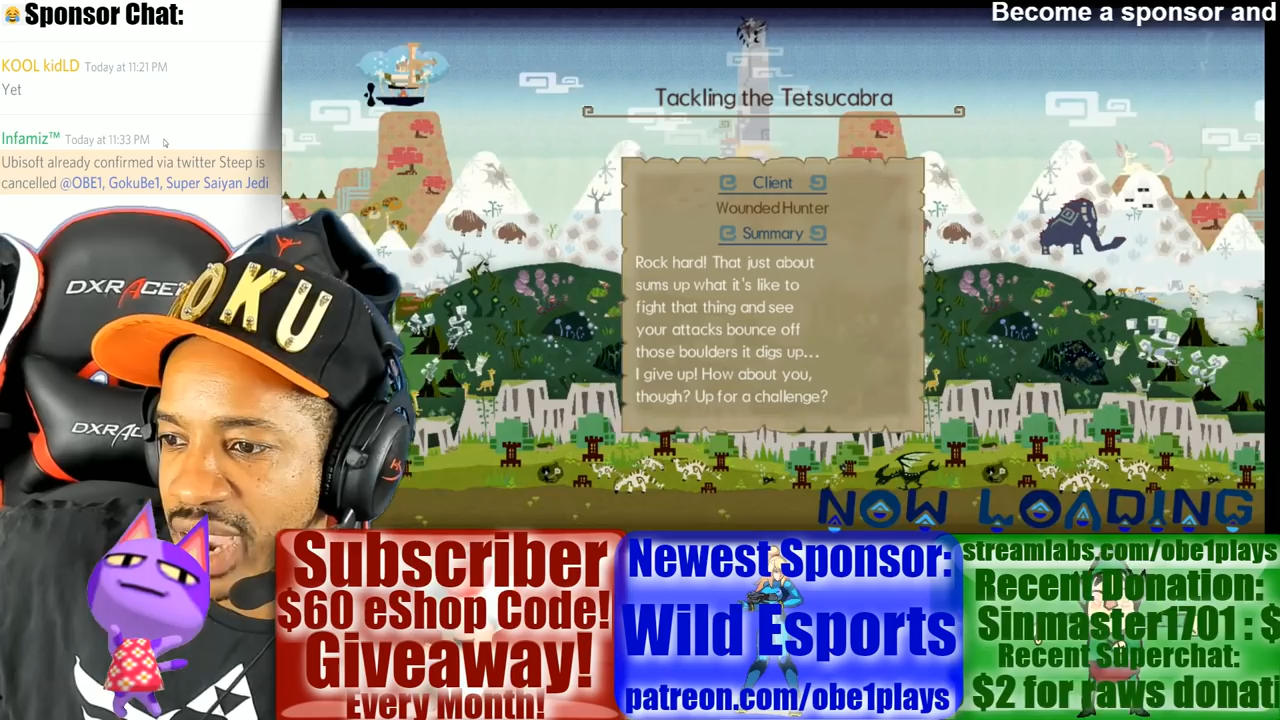 😂Sponsor Chat:
KOOL kidLD Today at 11:21 PM
Yet
Infamiz™ Today at 11:33 PM
Ubisoft already confirmed via twitter Steep is
cancelled @OBE1, GokuBe1, Super Saiyan Jedi
Become a sponsor and
Tackling the Tetsucabra
Client
Wounded Hunter
Summary
Rock hard! That just about
sums up what it's like to
fight that thing and see
your attacks bounce off
those boulders it digs up...
I give up! How about you,
though? Up for a challenge?
NOW LOADING
DXRACER
DXRAC
OKU
Subscriber
$60 eShop Code!
Giveaway!
Every Month!
Newest Sponsor:
Wild Esports
patreon.com/obe1plays
streamlabs.com/obe1plays
Recent Donation:
Sinmaster1701 : $
Recent Superchat:
$2 for raws donati